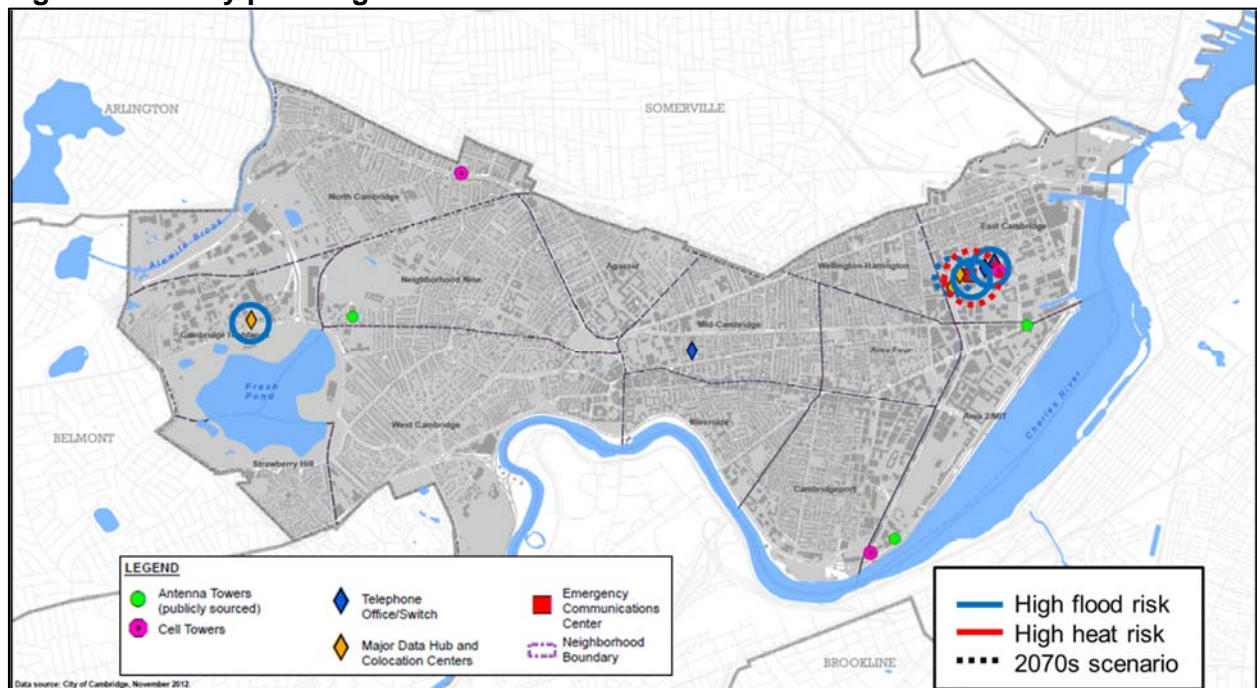 ARLINGTON
SOMERVILLE
North Cambridge
Alewife Brook
East Cambridge
Neighborhood Nine
Agassiz
Wellington-Harrington
Cambridge
Mid-Cambridge
Area Four
Fresh
Pond
Charles River
BELMONT
West Cambridge
Riverside
Area 2/MIT
Strawberry Hill
Cambridgeport
LEGEND
Antenna Towers
(publicly sourced)
Cell Towers
Telephone
Office/Switch
Major Data Hub and
Colocation Centers
Emergency
Communications
Center
Neighborhood
Boundary
High flood risk
High heat risk
2070s scenario
BROOKLINE
Data source: City of Cambridge, November 2012.